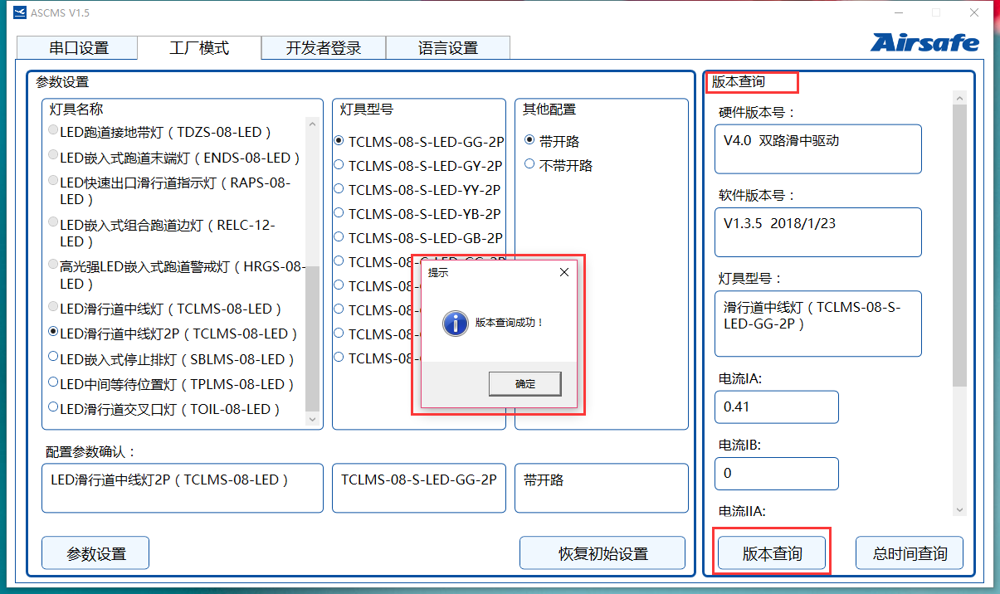 ASCMS V1.5
串口设置
工厂模式
开发者登录
语言设置
Airsafe
参数设置
灯具名称
LED跑道接地带灯（TDZS-08-LED）
LED嵌入式跑道末端灯（ENDS-08-LED）
LED快速出口滑行道指示灯（RAPS-08-
LED）
LED嵌入式组合跑道边灯（RELC-12-
LED）
高光强LED嵌入式跑道警戒灯（HRGS-08-
LED）
LED滑行道中线灯（TCLMS-08-LED）
LED滑行道中线灯2P（TCLMS-08-LED）
LED嵌入式停止排灯（SBLMS-08-LED）
LED中间等待位置灯（TPLMS-08-LED）
LED滑行道交叉口灯（TOIL-08-LED）
灯具型号
TCLMS-08-S-LED-GG-2P
TCLMS-08-S-LED-GY-2P
TCLMS-08-S-LED-YY-2P
TCLMS-08-S-LED-YB-2P
TCLMS-08-S-LED-GB-2P
TCLMS-08-
TCLMS-08-
TCLMS-08-
TCLMS-08-
TCLMS-08-
其他配置
带开路
不带开路
提示
版本查询成功！
确定
配置参数确认：
LED滑行道中线灯2P（TCLMS-08-LED）
TCLMS-08-S-LED-GG-2P
带开路
参数设置
恢复初始设置
版本查询
硬件版本号：
V4.0 双路滑中驱动
软件版本号：
V1.3.5 2018/1/23
灯具型号：
滑行道中线灯（TCLMS-08-S-
LED-GG-2P）
电流IA:
0.41
电流IB:
0
电流IIA:
版本查询
总时间查询